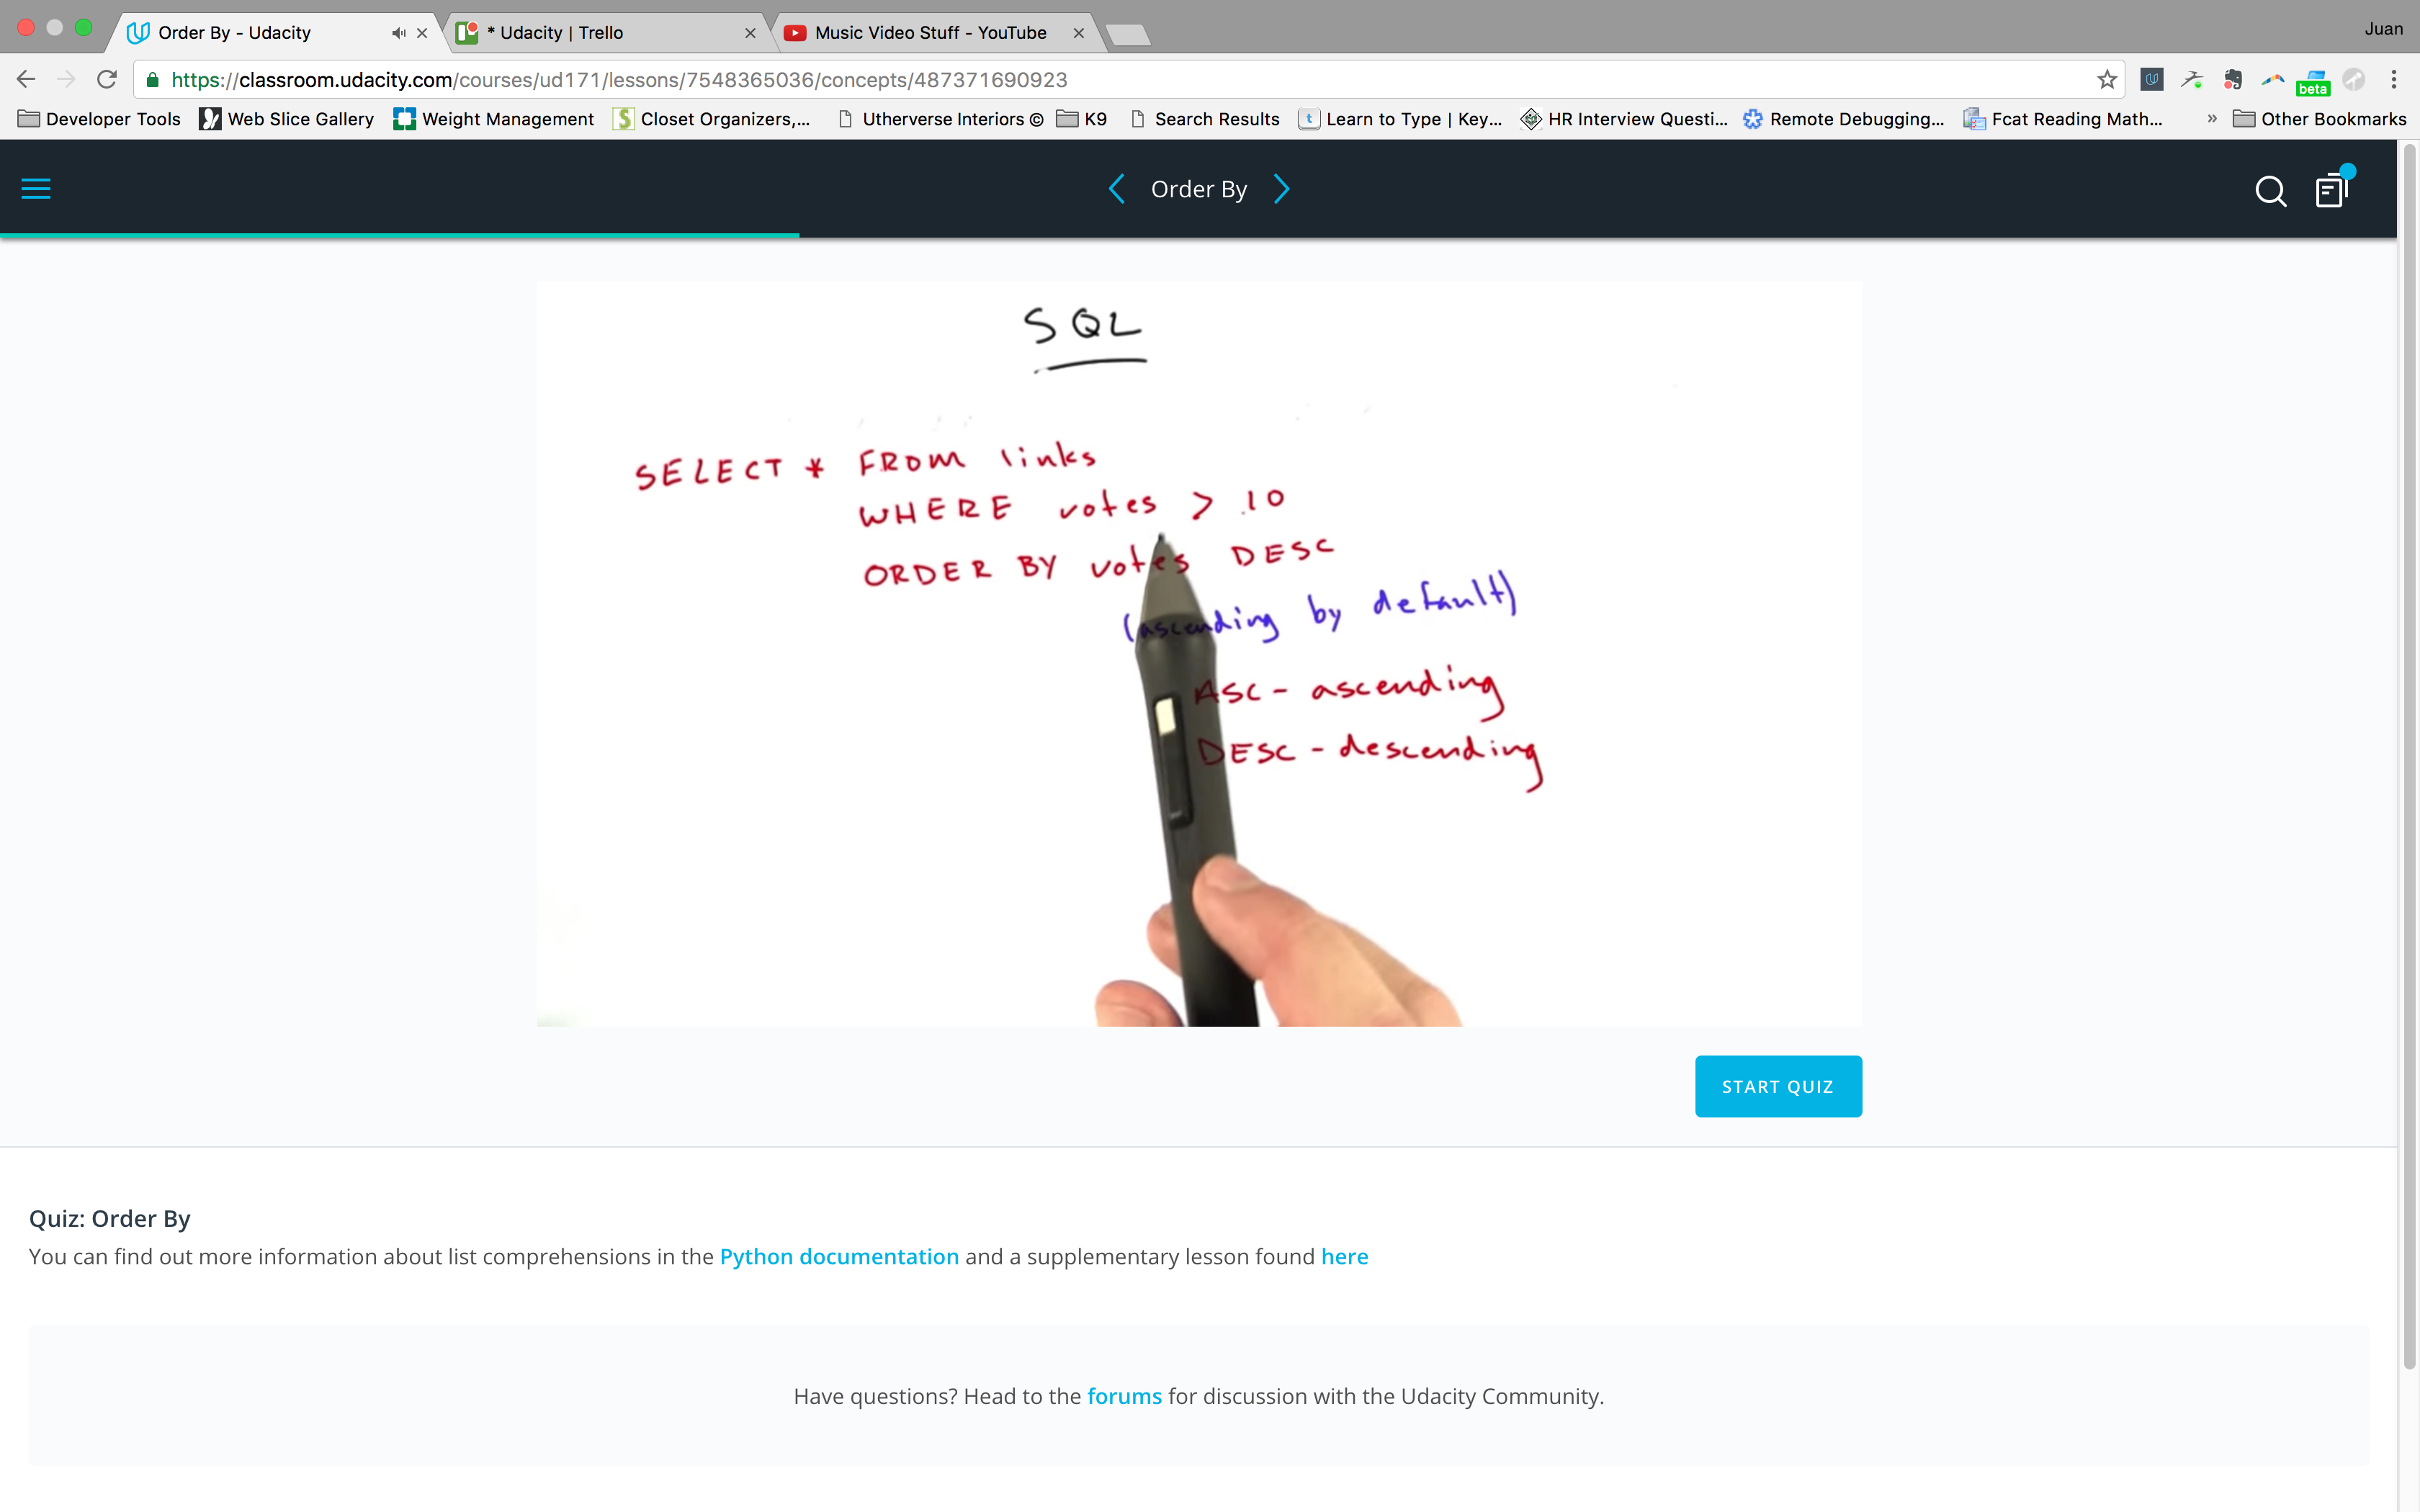 Order By - Udacity
* Udacity | Trello
Music Video Stuff - YouTube
Juan
https://classroom.udacity.com/courses/ud171/lessons/7548365036/concepts/487371690923
beta
Developer Tools
Web Slice Gallery
Weight Management
Closet Organizers,...
Utherverse Interiors ©
K9
Search Results
Learn to Type | Key...
HR Interview Questi...
Remote Debugging...
Fcat Reading Math...
» Other Bookmarks
Order By
SQL
SELECT * FROM links
WHERE votes > 10
ORDER BY votes DESC
(ascending by default)
ASC - ascending
DESC - descending
START QUIZ
Quiz: Order By
You can find out more information about list comprehensions in the Python documentation and a supplementary lesson found here
Have questions? Head to the forums for discussion with the Udacity Community.